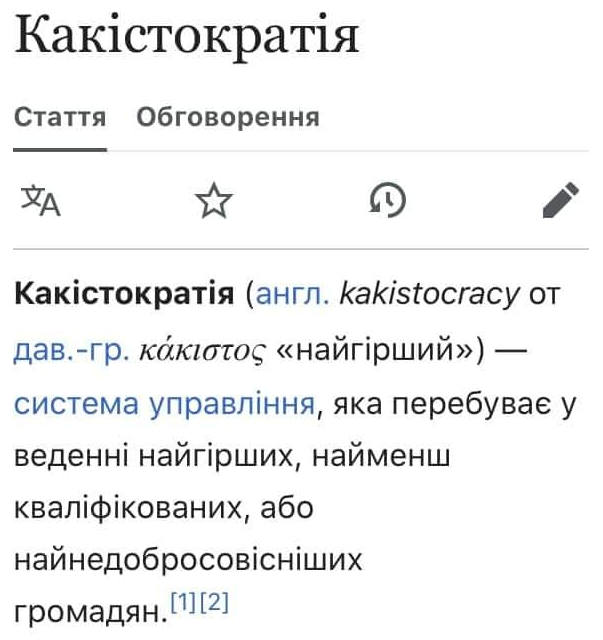 Какістократія
Стаття Обговорення
Какістократія (англ. kakistocracy от
дав.-гр. κάκιστος «найгірший») —
система управління, яка перебуває у
веденні найгірших, найменш
кваліфікованих, або
найнедобросовісніших
громадян.[1][2]